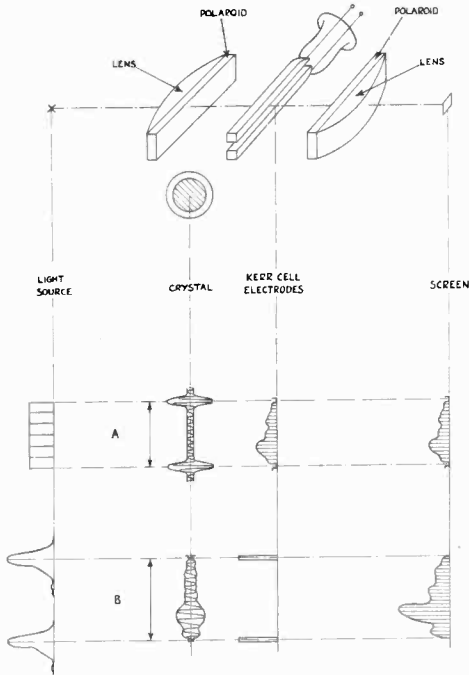 POLAROID
POLAROID
LENS
LENS
LIGHT
SOURCE
CRYSTAL
KERR CELL
ELECTRODES
SCREEN
A
B